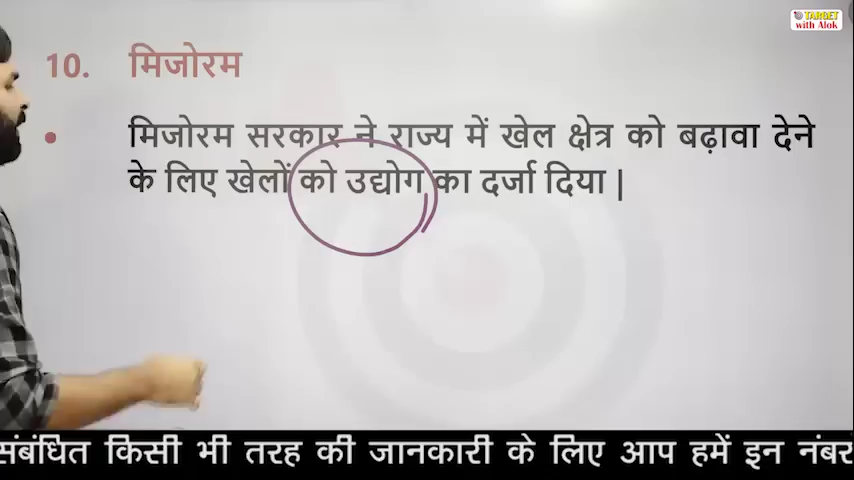 TARGET
with Alok
10. मिजोरम
• मिजोरम सरकार ने राज्य में खेल क्षेत्र को बढ़ावा देने
के लिए खेलों को उद्योग का दर्जा दिया |
संबंधित किसी भी तरह की जानकारी के लिए आप हमें इन नंबर